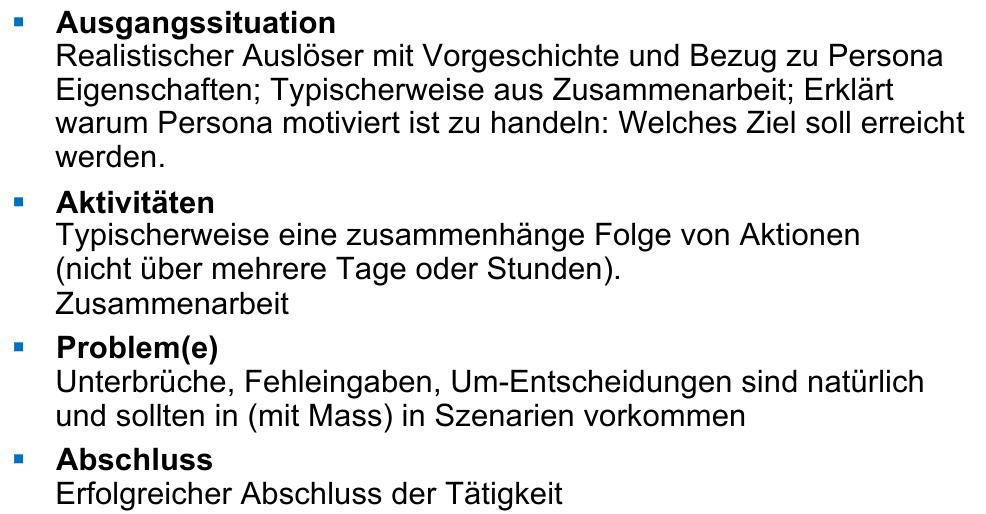 ▪ Ausgangssituation
Realistischer Auslöser mit Vorgeschichte und Bezug zu Persona
Eigenschaften; Typischerweise aus Zusammenarbeit; Erklärt
warum Persona motiviert ist zu handeln: Welches Ziel soll erreicht
werden.
▪ Aktivitäten
Typischerweise eine zusammenhänge Folge von Aktionen
(nicht über mehrere Tage oder Stunden).
Zusammenarbeit
▪ Problem(e)
Unterbrüche, Fehleingaben, Um-Entscheidungen sind natürlich
und sollten in (mit Mass) in Szenarien vorkommen
▪ Abschluss
Erfolgreicher Abschluss der Tätigkeit